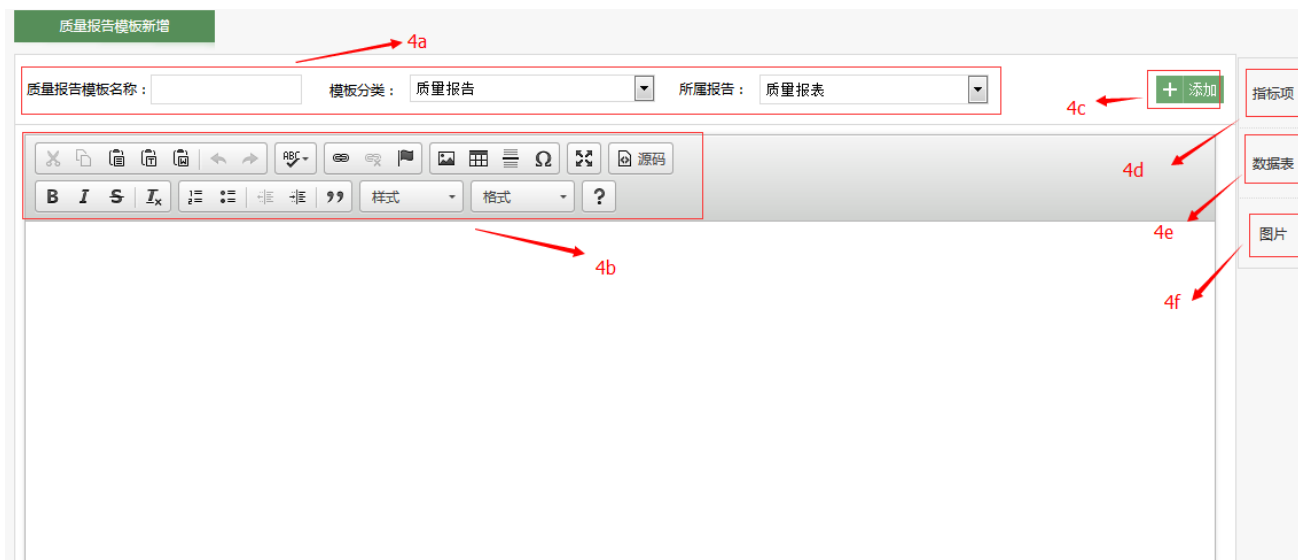 质量报告模板新增
4a
质量报告模板名称： 模板分类： 质量报告 所属报告： 质量报表 添加
4c
指标项
ABC Ω 源码
4d
数据表
B I S Ix 样式 格式 ?
4e
图片
4b
4f